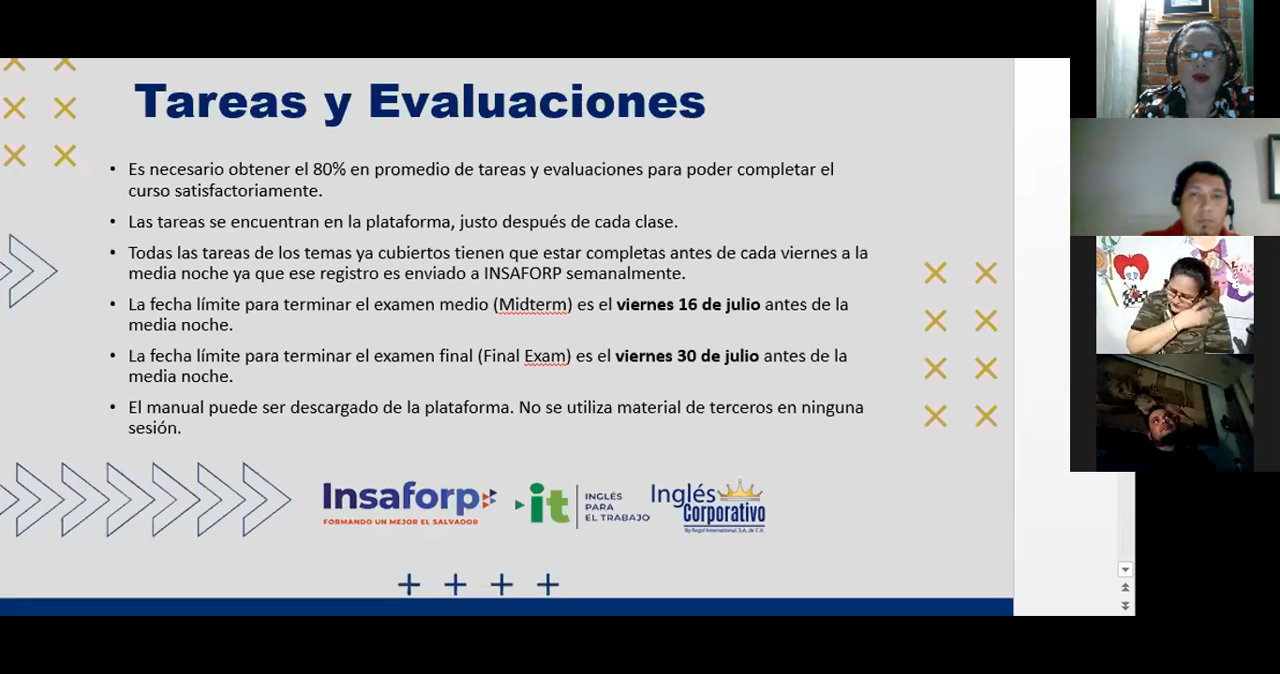 Tareas y Evaluaciones
• Es necesario obtener el 80% en promedio de tareas y evaluaciones para poder completar el
curso satisfactoriamente.
• Las tareas se encuentran en la plataforma, justo después de cada clase.
• Todas las tareas de los temas ya cubiertos tienen que estar completas antes de cada viernes a la
media noche ya que ese registro es enviado a INSAFORP semanalmente.
• La fecha límite para terminar el examen medio (Midterm) es el viernes 16 de julio antes de la
media noche.
• La fecha límite para terminar el examen final (Final Exam) es el viernes 30 de julio antes de la
media noche.
• El manual puede ser descargado de la plataforma. No se utiliza material de terceros en ninguna
sesión.
Insaforp
FORMANDO UN MEJOR EL SALVADOR
it
INGLÉS
PARA
EL TRABAJO
Inglés
Corporativo
By Regal International, S.A. de C.V.